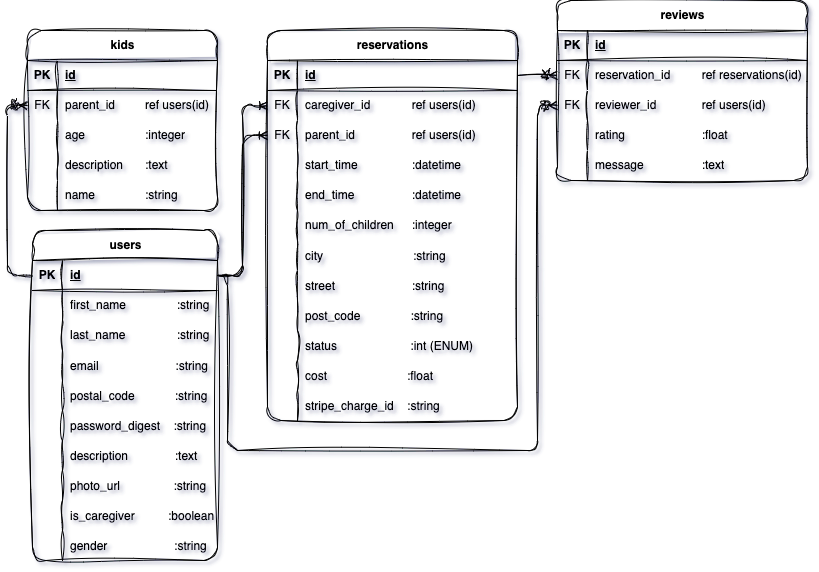 kids
PK id
FK parent_id ref users(id)
age :integer
description :text
name :string
users
PK id
first_name :string
last_name :string
email :string
postal_code :string
password_digest :string
description :text
photo_url :string
is_caregiver :boolean
gender :string
reservations
PK id
FK caregiver_id ref users(id)
FK parent_id ref users(id)
start_time :datetime
end_time :datetime
num_of_children :integer
city :string
street :string
post_code :string
status :int (ENUM)
cost :float
stripe_charge_id :string
reviews
PK id
FK reservation_id ref reservations(id)
FK reviewer_id ref users(id)
rating :float
message :text